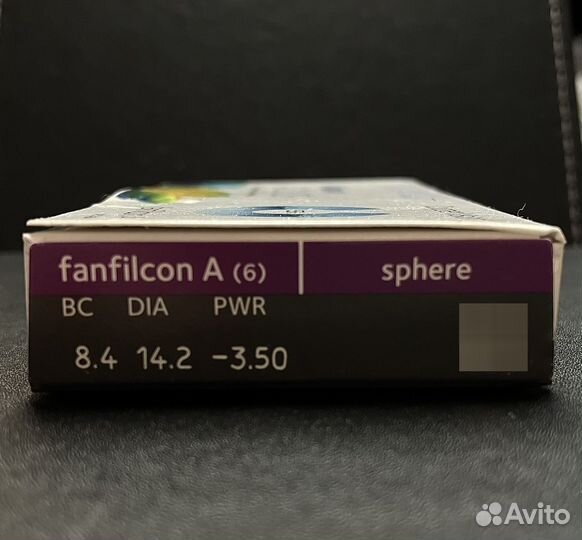 fanfilcon A (6) sphere
BC DIA PWR
8.4 14.2 −3.50
Avito